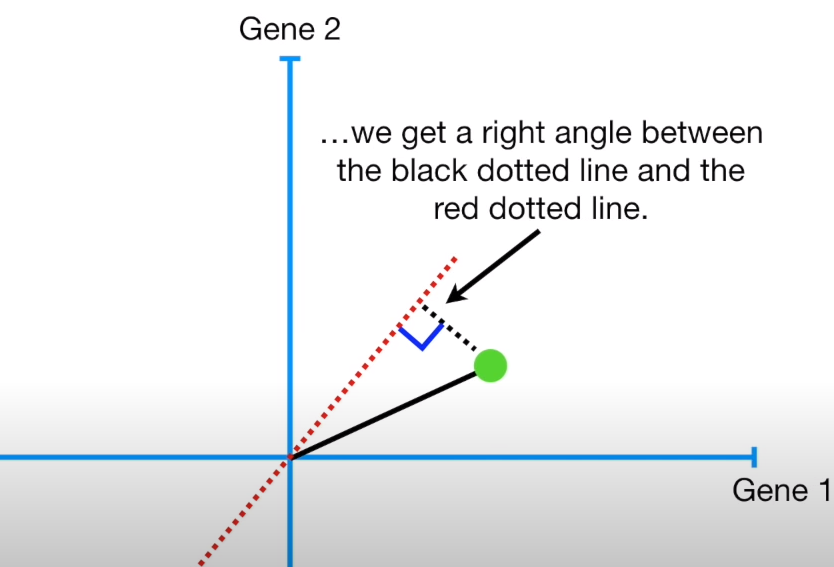 Gene 2
…we get a right angle between
the black dotted line and the
red dotted line.
Gene 1